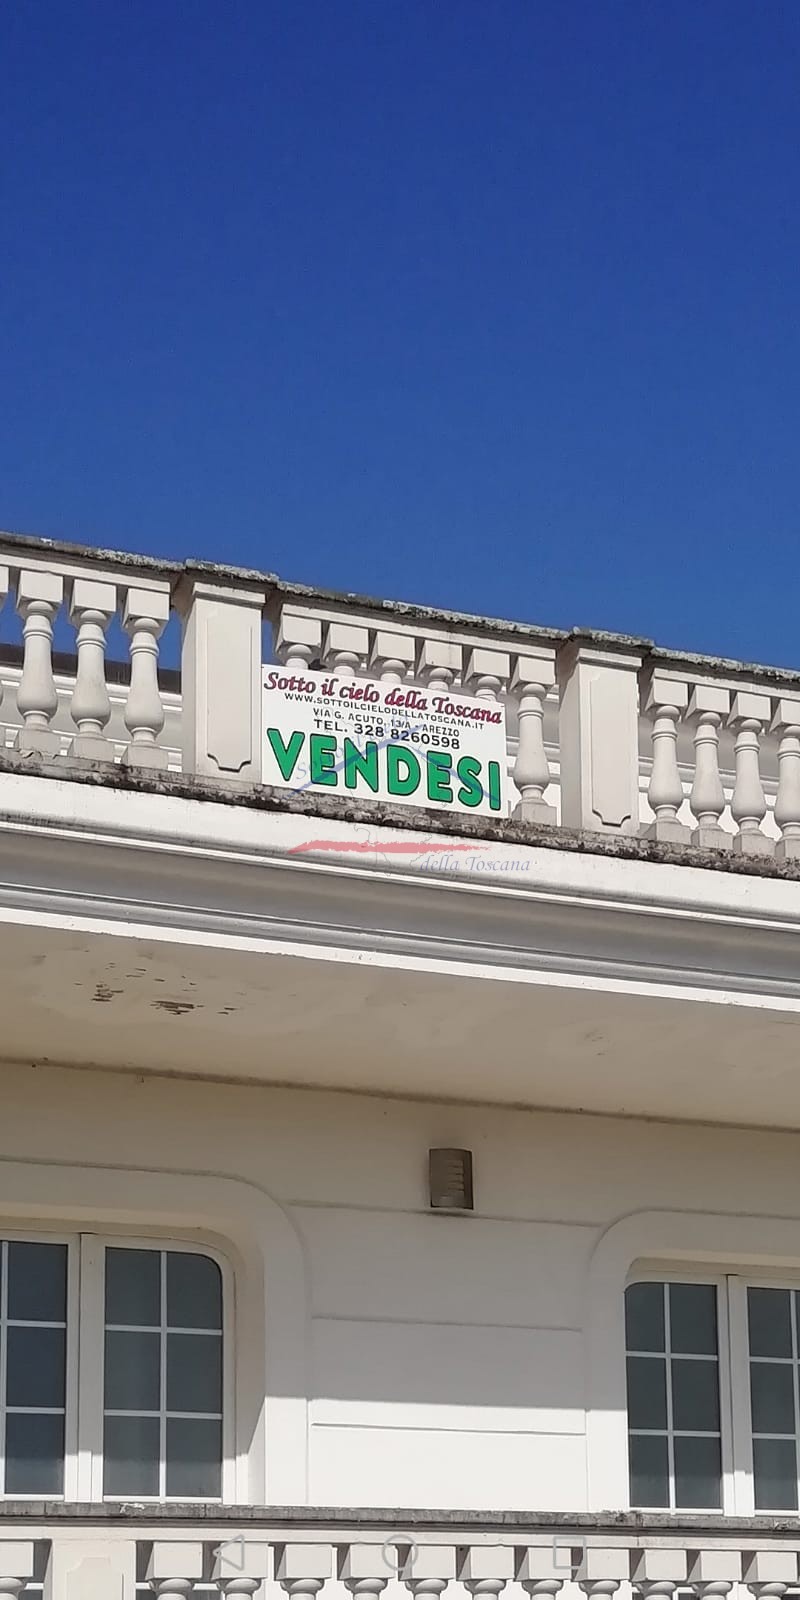 Sotto il cielo della Toscana
WWW.SOTTOILCIELODELLATOSCANA.IT
VIA G. ACUTO, 13/A - AREZZO
TEL. 328 8260598
VENDESI
della Toscana